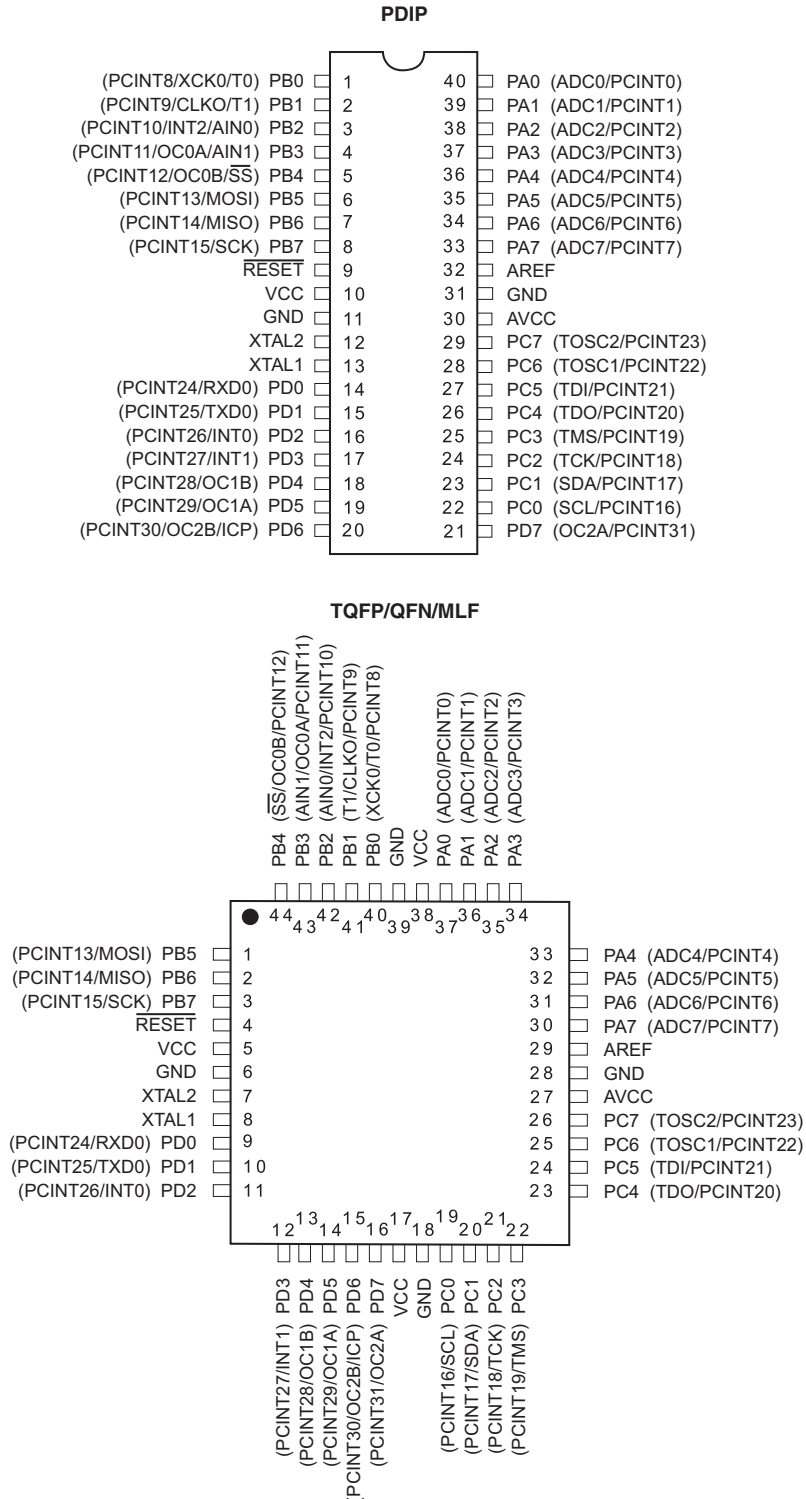 PDIP
(PCINT8/XCK0/T0) PB0 1 40 PA0 (ADC0/PCINT0)
(PCINT9/CLKO/T1) PB1 2 39 PA1 (ADC1/PCINT1)
(PCINT10/INT2/AIN0) PB2 3 38 PA2 (ADC2/PCINT2)
(PCINT11/OC0A/AIN1) PB3 4 37 PA3 (ADC3/PCINT3)
(PCINT12/OC0B/SS) PB4 5 36 PA4 (ADC4/PCINT4)
(PCINT13/MOSI) PB5 6 35 PA5 (ADC5/PCINT5)
(PCINT14/MISO) PB6 7 34 PA6 (ADC6/PCINT6)
(PCINT15/SCK) PB7 8 33 PA7 (ADC7/PCINT7)
RESET 9 32 AREF
VCC 10 31 GND
GND 11 30 AVCC
XTAL2 12 29 PC7 (TOSC2/PCINT23)
XTAL1 13 28 PC6 (TOSC1/PCINT22)
(PCINT24/RXD0) PD0 14 27 PC5 (TDI/PCINT21)
(PCINT25/TXD0) PD1 15 26 PC4 (TDO/PCINT20)
(PCINT26/INT0) PD2 16 25 PC3 (TMS/PCINT19)
(PCINT27/INT1) PD3 17 24 PC2 (TCK/PCINT18)
(PCINT28/OC1B) PD4 18 23 PC1 (SDA/PCINT17)
(PCINT29/OC1A) PD5 19 22 PC0 (SCL/PCINT16)
(PCINT30/OC2B/ICP) PD6 20 21 PD7 (OC2A/PCINT31)
TQFP/QFN/MLF
PB4 (SS/OC0B/PCINT12)
PB3 (AIN1/OC0A/PCINT11)
PB2 (AIN0/INT2/PCINT10)
PB1 (T1/CLKO/PCINT9)
PB0 (XCK0/T0/PCINT8)
GND
VCC
PA0 (ADC0/PCINT0)
PA1 (ADC1/PCINT1)
PA2 (ADC2/PCINT2)
PA3 (ADC3/PCINT3)
44 43 42 41 40 39 38 37 36 35 34
(PCINT13/MOSI) PB5 1 33 PA4 (ADC4/PCINT4)
(PCINT14/MISO) PB6 2 32 PA5 (ADC5/PCINT5)
(PCINT15/SCK) PB7 3 31 PA6 (ADC6/PCINT6)
RESET 4 30 PA7 (ADC7/PCINT7)
VCC 5 29 AREF
GND 6 28 GND
XTAL2 7 27 AVCC
XTAL1 8 26 PC7 (TOSC2/PCINT23)
(PCINT24/RXD0) PD0 9 25 PC6 (TOSC1/PCINT22)
(PCINT25/TXD0) PD1 10 24 PC5 (TDI/PCINT21)
(PCINT26/INT0) PD2 11 23 PC4 (TDO/PCINT20)
12 13 14 15 16 17 18 19 20 21 22
(PCINT27/INT1) PD3
(PCINT28/OC1B) PD4
(PCINT29/OC1A) PD5
(PCINT30/OC2B/ICP) PD6
(PCINT31/OC2A) PD7
VCC
GND
(PCINT16/SCL) PC0
(PCINT17/SDA) PC1
(PCINT18/TCK) PC2
(PCINT19/TMS) PC3